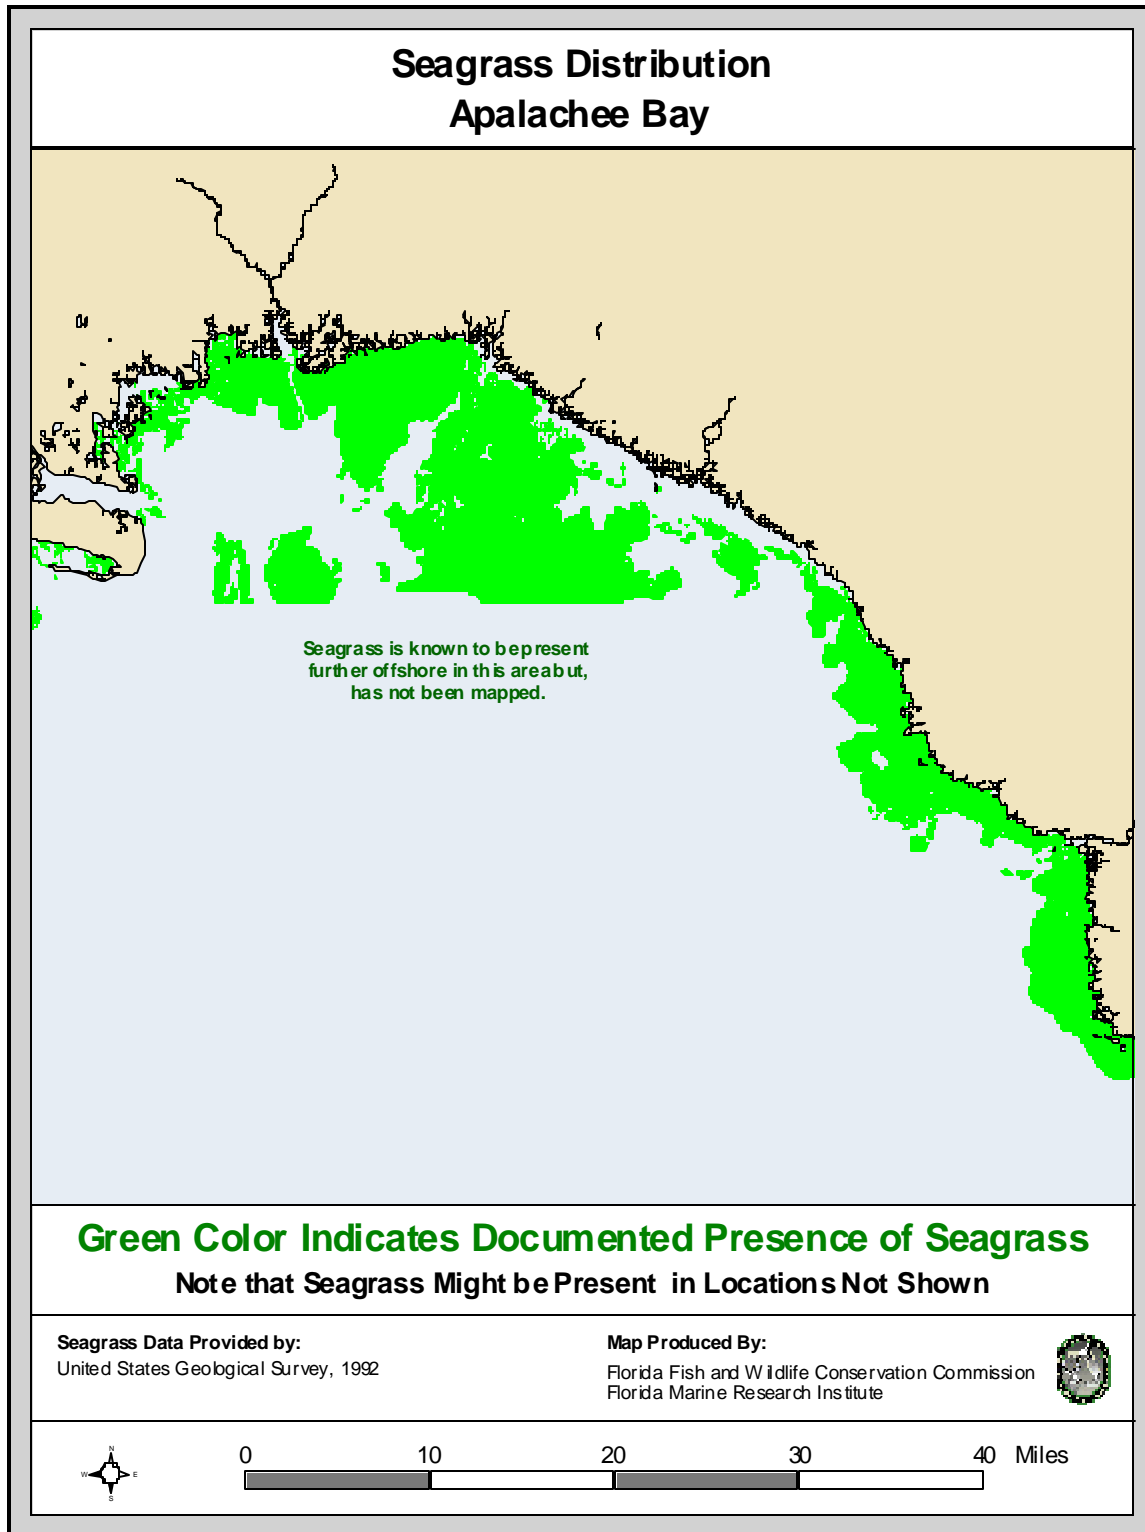 Seagrass Distribution
Apalachee Bay
Seagrass is known to be present
further offshore in this area but,
has not been mapped.
Green Color Indicates Documented Presence of Seagrass
Note that Seagrass Might be Present in Locations Not Shown
Seagrass Data Provided by:
United States Geological Survey, 1992
Map Produced By:
Florida Fish and Wildlife Conservation Commission
Florida Marine Research Institute
N
W E
S
0 10 20 30 40 Miles